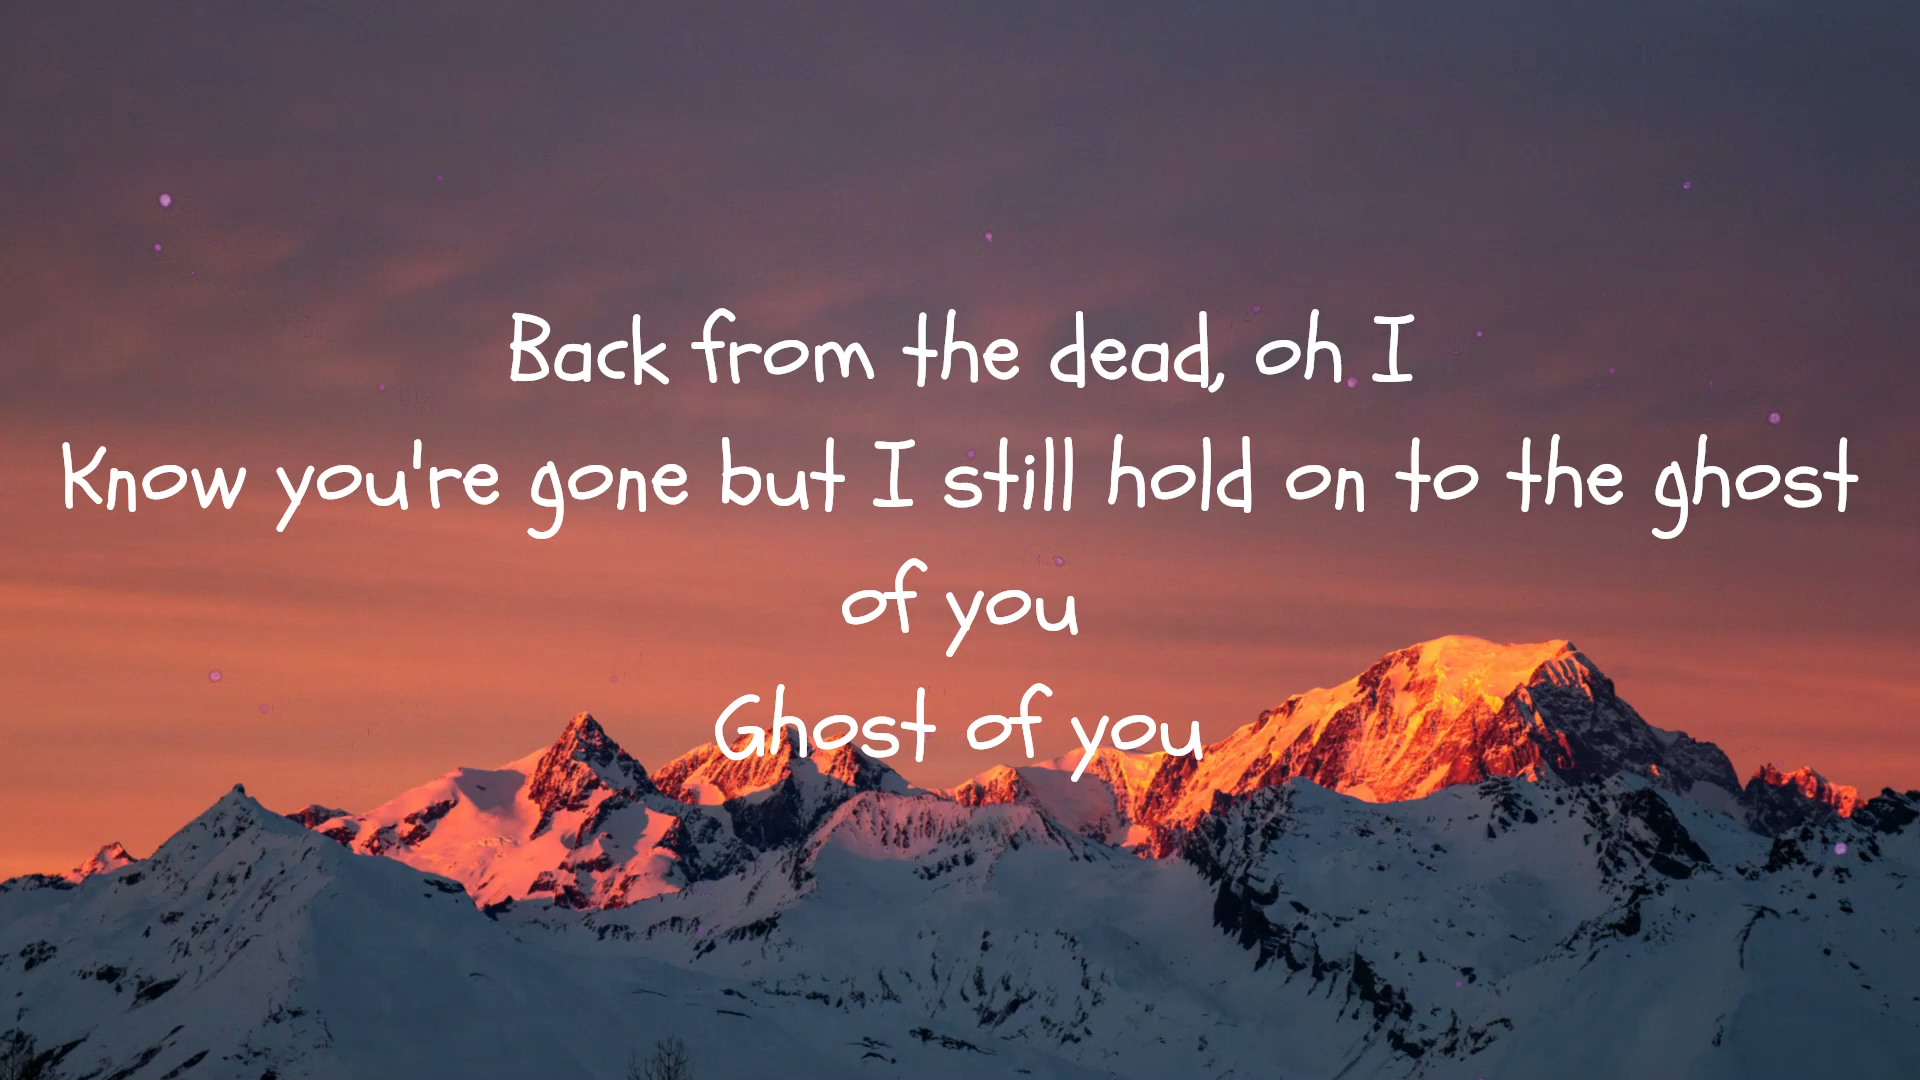 Back from the dead, oh I
Know you're gone but I still hold on to the ghost
of you
Ghost of you